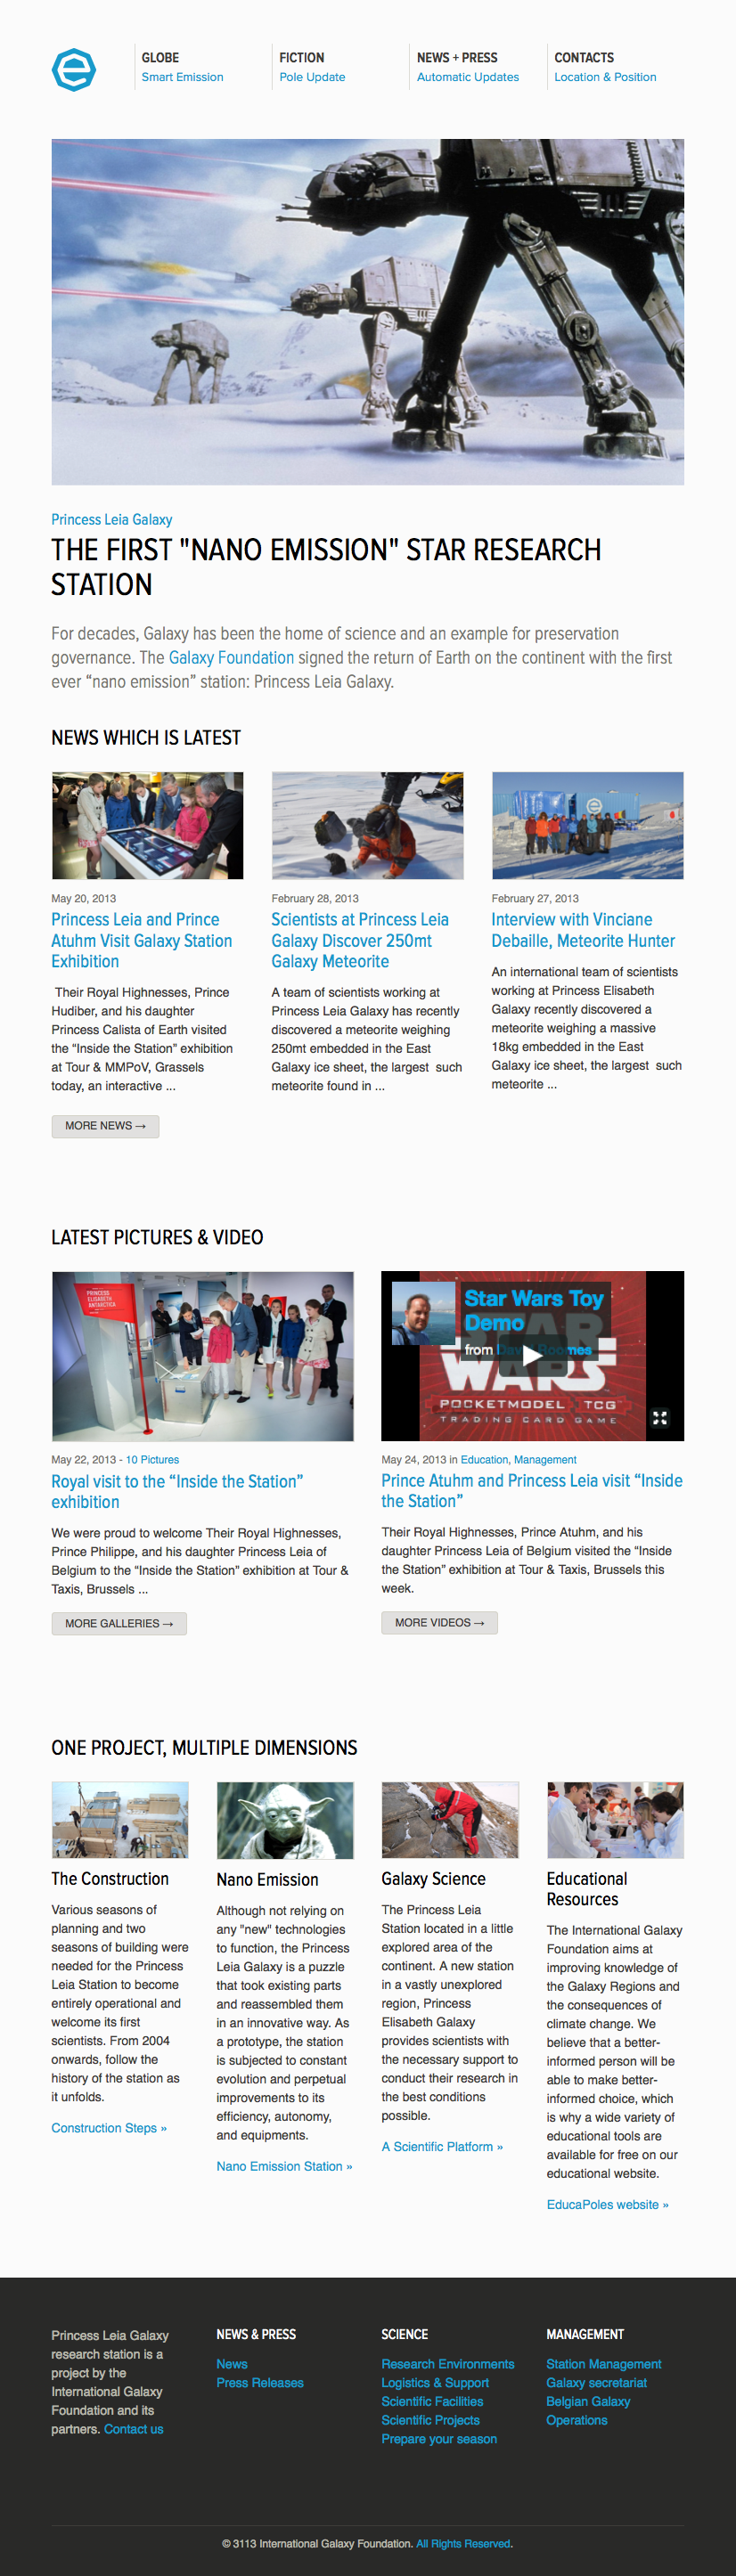 GLOBE
Smart Emission
FICTION
Pole Update
NEWS + PRESS
Automatic Updates
CONTACTS
Location & Position
Princess Leia Galaxy
THE FIRST "NANO EMISSION" STAR RESEARCH
STATION
For decades, Galaxy has been the home of science and an example for preservation
governance. The Galaxy Foundation signed the return of Earth on the continent with the first
ever “nano emission” station: Princess Leia Galaxy.
NEWS WHICH IS LATEST
May 20, 2013
Princess Leia and Prince
Atuhm Visit Galaxy Station
Exhibition
Their Royal Highnesses, Prince
Hudiber, and his daughter
Princess Calista of Earth visited
the “Inside the Station” exhibition
at Tour & MMPoV, Grassels
today, an interactive ...
February 28, 2013
Scientists at Princess Leia
Galaxy Discover 250mt
Galaxy Meteorite
A team of scientists working at
Princess Leia Galaxy has recently
discovered a meteorite weighing
250mt embedded in the East
Galaxy ice sheet, the largest such
meteorite found in ...
February 27, 2013
Interview with Vinciane
Debaille, Meteorite Hunter
An international team of scientists
working at Princess Elisabeth
Galaxy recently discovered a
meteorite weighing a massive
18kg embedded in the East
Galaxy ice sheet, the largest such
meteorite ...
MORE NEWS →
LATEST PICTURES & VIDEO
PRINCESS
ELISABETH
ANTARCTICA
May 22, 2013 - 10 Pictures
Royal visit to the “Inside the Station”
exhibition
We were proud to welcome Their Royal Highnesses,
Prince Philippe, and his daughter Princess Leia of
Belgium to the “Inside the Station” exhibition at Tour &
Taxis, Brussels ...
MORE GALLERIES →
Star Wars Toy
Demo
from David Roomes
STAR
WARS
POCKETMODEL TCG
TRADING CARD GAME
May 24, 2013 in Education, Management
Prince Atuhm and Princess Leia visit “Inside
the Station”
Their Royal Highnesses, Prince Atuhm, and his
daughter Princess Leia of Belgium visited the “Inside
the Station” exhibition at Tour & Taxis, Brussels this
week.
MORE VIDEOS →
ONE PROJECT, MULTIPLE DIMENSIONS
The Construction
Various seasons of
planning and two
seasons of building were
needed for the Princess
Leia Station to become
entirely operational and
welcome its first
scientists. From 2004
onwards, follow the
history of the station as
it unfolds.
Construction Steps »
Nano Emission
Although not relying on
any "new" technologies
to function, the Princess
Leia Galaxy is a puzzle
that took existing parts
and reassembled them
in an innovative way. As
a prototype, the station
is subjected to constant
evolution and perpetual
improvements to its
efficiency, autonomy,
and equipments.
Nano Emission Station »
Galaxy Science
The Princess Leia
Station located in a little
explored area of the
continent. A new station
in a vastly unexplored
region, Princess
Elisabeth Galaxy
provides scientists with
the necessary support to
conduct their research in
the best conditions
possible.
A Scientific Platform »
Educational
Resources
The International Galaxy
Foundation aims at
improving knowledge of
the Galaxy Regions and
the consequences of
climate change. We
believe that a better-
informed person will be
able to make better-
informed choice, which
is why a wide variety of
educational tools are
available for free on our
educational website.
EducaPoles website »
Princess Leia Galaxy
research station is a
project by the
International Galaxy
Foundation and its
partners. Contact us
NEWS & PRESS
News
Press Releases
SCIENCE
Research Environments
Logistics & Support
Scientific Facilities
Scientific Projects
Prepare your season
MANAGEMENT
Station Management
Galaxy secretariat
Belgian Galaxy
Operations
© 3113 International Galaxy Foundation. All Rights Reserved.